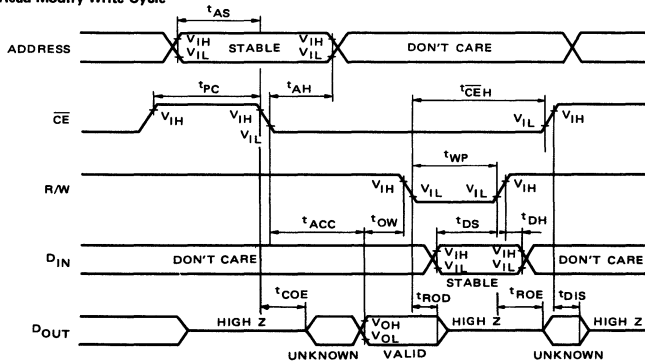 Read Modify Write Cycle
tAS
ADDRESS VIH VIL STABLE VIH VIL DON'T CARE
tPC tAH tCEH
CE VIH VIH VIL VIL VIH
tWP
R/W VIH VIL VIL VIH
tACC tOW tDS tDH
DIN DON'T CARE VIH VIL VIH VIL DON'T CARE
STABLE
tCOE tROD tROE tDIS
DOUT HIGH Z VOH VOL HIGH Z HIGH Z
UNKNOWN VALID UNKNOWN